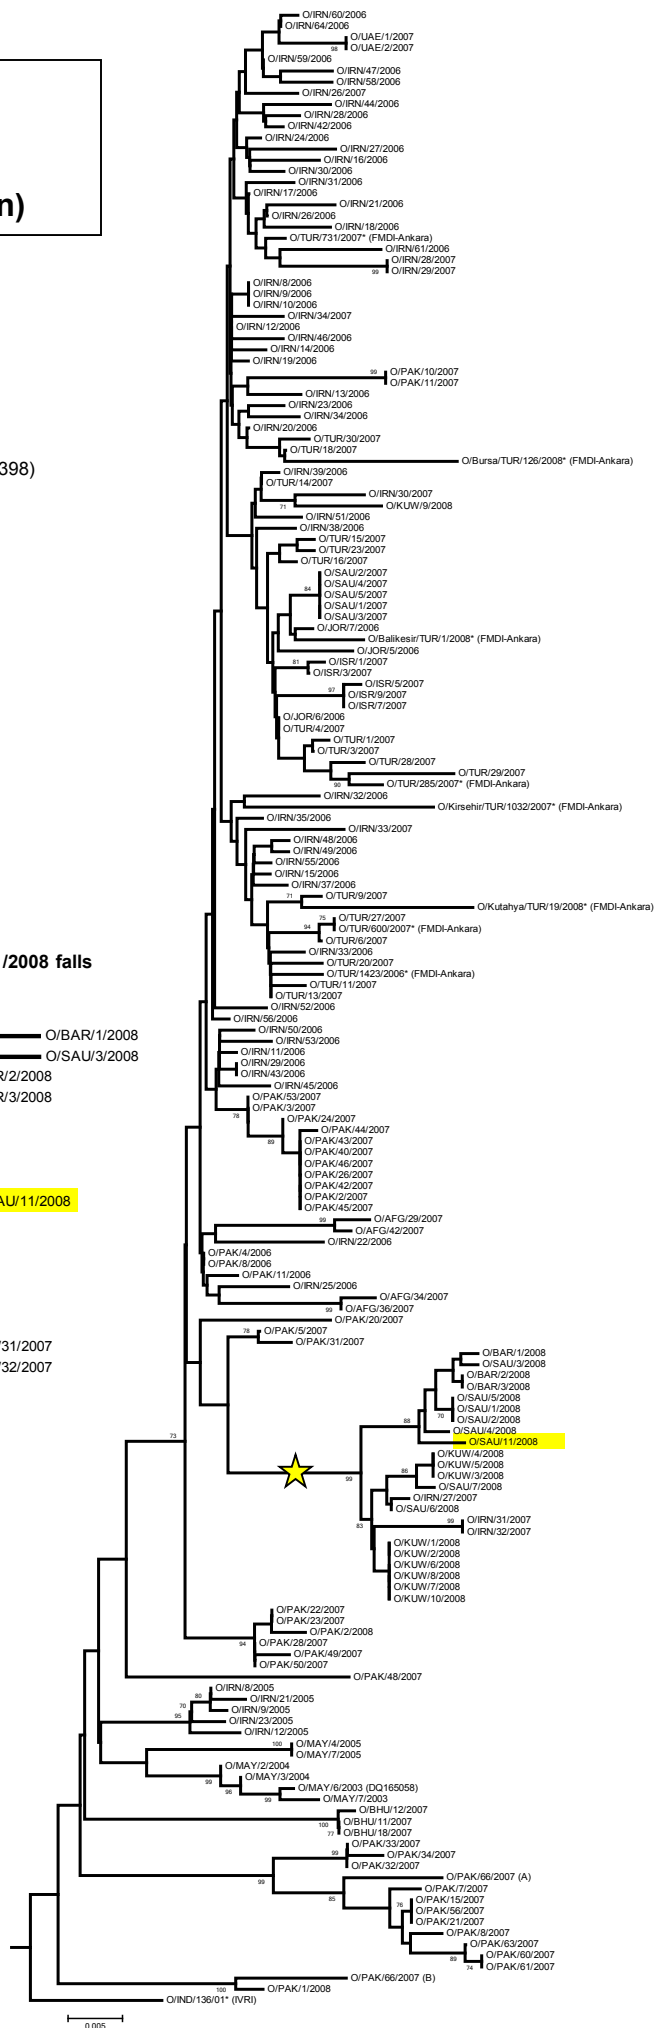 O/IRN/60/2006
O/IRN/64/2006
O/UAE/1/2007
98
O/UAE/2/2007
O/IRN/59/2006
O/IRN/47/2006
O/IRN/58/2006
O/IRN/26/2007
O/IRN/44/2006
O/IRN/28/2006
O/IRN/42/2006
O/IRN/24/2006
O/IRN/27/2006
O/IRN/16/2006
O/IRN/30/2006
O/IRN/31/2006
O/IRN/17/2006
n)
O/IRN/21/2006
O/IRN/26/2006
O/IRN/18/2006
O/TUR/731/2007* (FMDI-Ankara)
O/IRN/61/2006
O/IRN/28/2007
99
O/IRN/29/2007
O/IRN/8/2006
O/IRN/9/2006
O/IRN/10/2006
O/IRN/34/2007
O/IRN/12/2006
O/IRN/46/2006
O/IRN/14/2006
O/IRN/19/2006
99
O/PAK/10/2007
O/PAK/11/2007
O/IRN/13/2006
O/IRN/23/2006
O/IRN/34/2006
O/IRN/20/2006
O/TUR/30/2007
O/TUR/18/2007
O/Bursa/TUR/126/2008* (FMDI-Ankara)
398)
O/IRN/39/2006
O/TUR/14/2007
O/IRN/30/2007
71
O/KUW/9/2008
O/IRN/51/2006
O/IRN/38/2006
O/TUR/15/2007
O/TUR/23/2007
O/TUR/16/2007
O/SAU/2/2007
O/SAU/4/2007
84
O/SAU/5/2007
O/SAU/1/2007
O/SAU/3/2007
O/JOR/7/2006
O/Balikesir/TUR/1/2008* (FMDI-Ankara)
O/JOR/5/2006
81
O/ISR/1/2007
O/ISR/3/2007
O/ISR/5/2007
97
O/ISR/9/2007
O/ISR/7/2007
O/JOR/6/2006
O/TUR/4/2007
O/TUR/1/2007
O/TUR/3/2007
O/TUR/28/2007
O/TUR/29/2007
90
O/TUR/285/2007* (FMDI-Ankara)
O/IRN/32/2006
O/Kirsehir/TUR/1032/2007* (FMDI-Ankara)
O/IRN/35/2006
O/IRN/33/2007
O/IRN/48/2006
O/IRN/49/2006
O/IRN/55/2006
O/IRN/15/2006
O/IRN/37/2006
71
O/TUR/9/2007
O/Kutahya/TUR/19/2008* (FMDI-Ankara)
75
O/TUR/27/2007
94
O/TUR/600/2007* (FMDI-Ankara)
O/TUR/6/2007
O/IRN/33/2006
O/TUR/20/2007
/2008 falls
O/TUR/1423/2006* (FMDI-Ankara)
O/TUR/11/2007
O/TUR/13/2007
O/IRN/52/2006
O/IRN/56/2006
O/IRN/50/2006
O/BAR/1/2008
O/IRN/53/2006
O/IRN/11/2006
O/SAU/3/2008
O/IRN/29/2006
O/IRN/43/2006
R/2/2008
O/IRN/45/2006
R/3/2008
O/PAK/53/2007
O/PAK/3/2007
78
O/PAK/24/2007
O/PAK/44/2007
O/PAK/43/2007
89
O/PAK/40/2007
O/PAK/46/2007
O/PAK/26/2007
O/PAK/42/2007
O/PAK/2/2007
AU/11/2008
O/PAK/45/2007
99
O/AFG/29/2007
O/AFG/42/2007
O/IRN/22/2006
O/PAK/4/2006
O/PAK/8/2006
O/PAK/11/2006
O/IRN/25/2006
O/AFG/34/2007
99
O/AFG/36/2007
O/PAK/20/2007
78
O/PAK/5/2007
O/PAK/31/2007
/31/2007
/32/2007
O/BAR/1/2008
O/SAU/3/2008
O/BAR/2/2008
O/BAR/3/2008
O/SAU/5/2008
O/SAU/1/2008
70
O/SAU/2/2008
88
O/SAU/4/2008
O/SAU/11/2008
73
O/KUW/4/2008
O/KUW/5/2008
86
O/KUW/3/2008
99
O/SAU/7/2008
O/IRN/27/2007
O/SAU/6/2008
99
O/IRN/31/2007
83
O/IRN/32/2007
O/KUW/1/2008
O/KUW/2/2008
O/KUW/6/2008
O/KUW/8/2008
O/KUW/7/2008
O/KUW/10/2008
O/PAK/22/2007
O/PAK/23/2007
O/PAK/2/2008
94
O/PAK/28/2007
O/PAK/49/2007
O/PAK/50/2007
O/PAK/48/2007
O/IRN/8/2005
80
O/IRN/21/2005
70
O/IRN/9/2005
95
O/IRN/23/2005
O/IRN/12/2005
100
O/MAY/4/2005
O/MAY/7/2005
O/MAY/2/2004
99
O/MAY/3/2004
96
O/MAY/6/2003 (DQ165058)
99
O/MAY/7/2003
O/BHU/12/2007
100
O/BHU/11/2007
77
O/BHU/18/2007
O/PAK/33/2007
99
O/PAK/34/2007
O/PAK/32/2007
99
O/PAK/66/2007 (A)
85
O/PAK/7/2007
O/PAK/15/2007
76
O/PAK/56/2007
O/PAK/21/2007
O/PAK/8/2007
O/PAK/63/2007
89
O/PAK/60/2007
74
O/PAK/61/2007
O/PAK/66/2007 (B)
100
O/PAK/1/2008
O/IND/136/01* (IVRI)
0.005